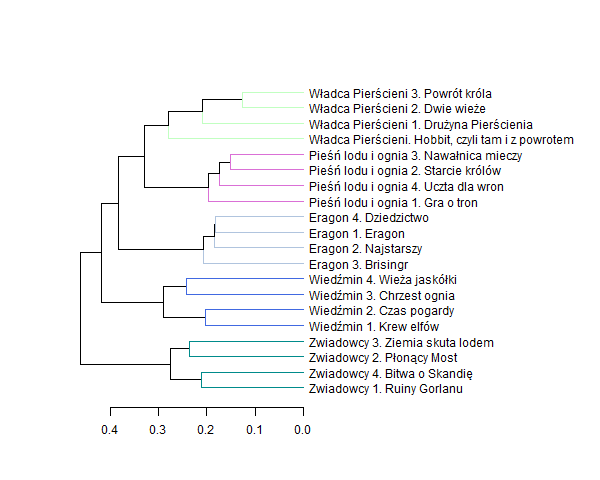 Władca Pierścieni 3. Powrót króla
Władca Pierścieni 2. Dwie wieże
Władca Pierścieni 1. Drużyna Pierścienia
Władca Pierścieni. Hobbit, czyli tam i z powrotem
Pieśń lodu i ognia 3. Nawałnica mieczy
Pieśń lodu i ognia 2. Starcie królów
Pieśń lodu i ognia 4. Uczta dla wron
Pieśń lodu i ognia 1. Gra o tron
Eragon 4. Dziedzictwo
Eragon 1. Eragon
Eragon 2. Najstarszy
Eragon 3. Brisingr
Wiedźmin 4. Wieża jaskółki
Wiedźmin 3. Chrzest ognia
Wiedźmin 2. Czas pogardy
Wiedźmin 1. Krew elfów
Zwiadowcy 3. Ziemia skuta lodem
Zwiadowcy 2. Płonący Most
Zwiadowcy 4. Bitwa o Skandię
Zwiadowcy 1. Ruiny Gorlanu
0.4 0.3 0.2 0.1 0.0